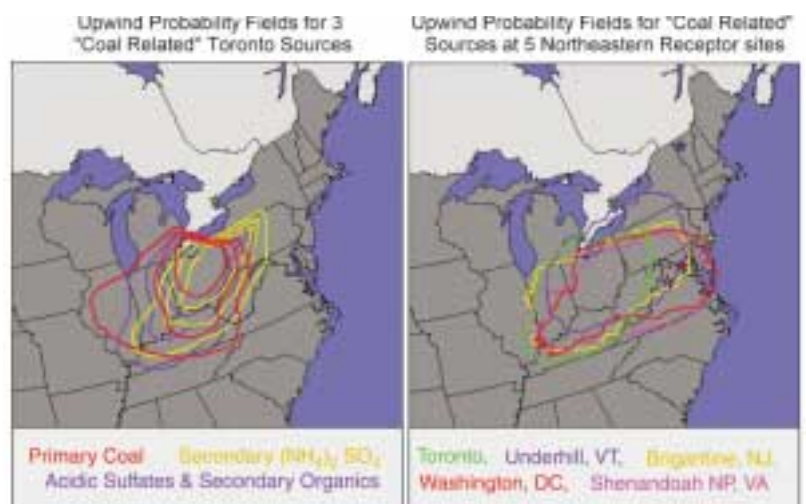 Upwind Probability Fields for 3
"Coal Related" Toronto Sources
Upwind Probability Fields for "Coal Related"
Sources at 5 Northeastern Receptor sites
Primary Coal Secondary (NH₄)₂ SO₄
Acidic Sulfates & Secondary Organics
Toronto, Underhill, VT, Brigantine, NJ,
Washington, DC, Shenandoah NP, VA